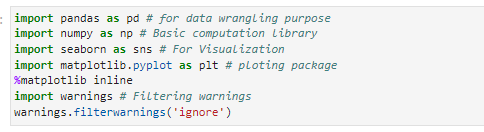 import pandas as pd # for data wrangling purpose
import numpy as np # Basic computation library
import seaborn as sns # For Visualization
import matplotlib.pyplot as plt # ploting package
%matplotlib inline
import warnings # Filtering warnings
warnings.filterwarnings('ignore')